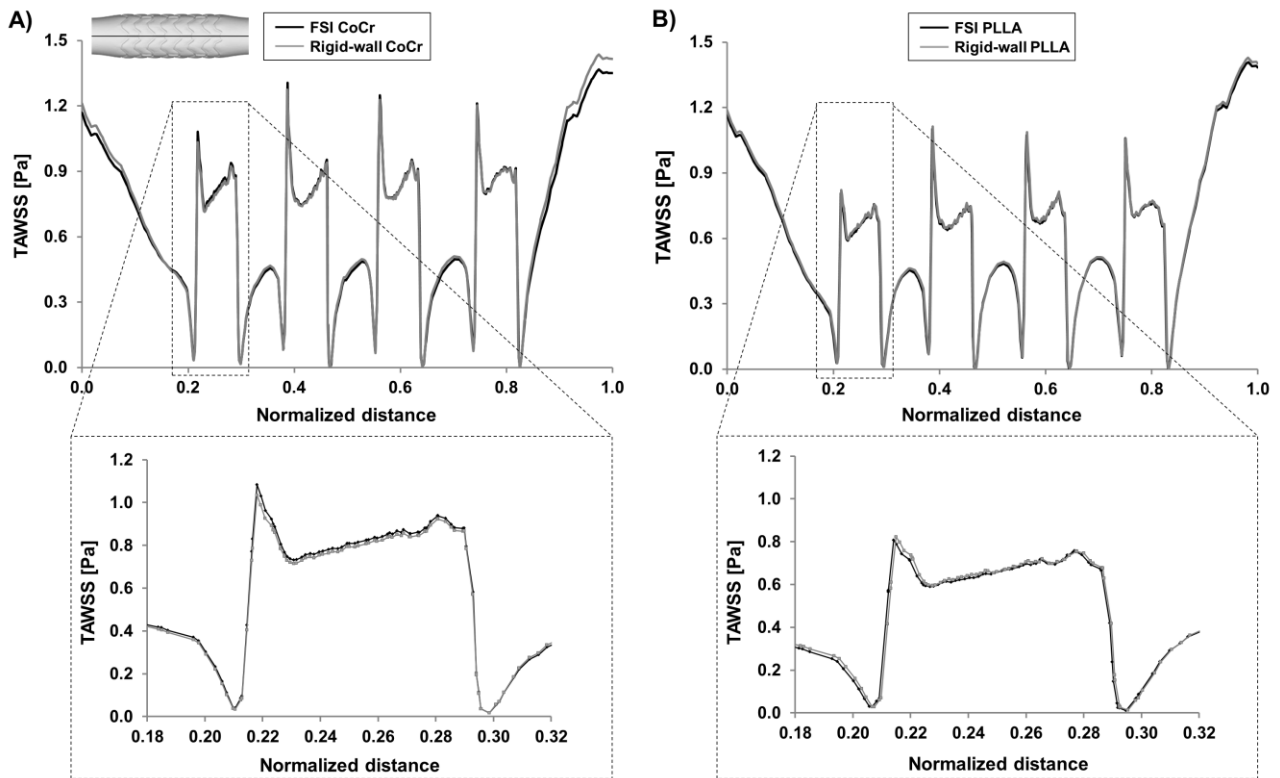 A)
FSI CoCr
Rigid-wall CoCr
TAWSS [Pa]
1.5
1.2
0.9
0.6
0.3
0.0
0.0 0.2 0.4 0.6 0.8 1.0
Normalized distance
TAWSS [Pa]
1.2
1.0
0.8
0.6
0.4
0.2
0.0
0.18 0.20 0.22 0.24 0.26 0.28 0.30 0.32
Normalized distance
B)
FSI PLLA
Rigid-wall PLLA
TAWSS [Pa]
1.5
1.2
0.9
0.6
0.3
0.0
0.0 0.2 0.4 0.6 0.8 1.0
Normalized distance
TAWSS [Pa]
1.2
1.0
0.8
0.6
0.4
0.2
0.0
0.18 0.20 0.22 0.24 0.26 0.28 0.30 0.32
Normalized distance